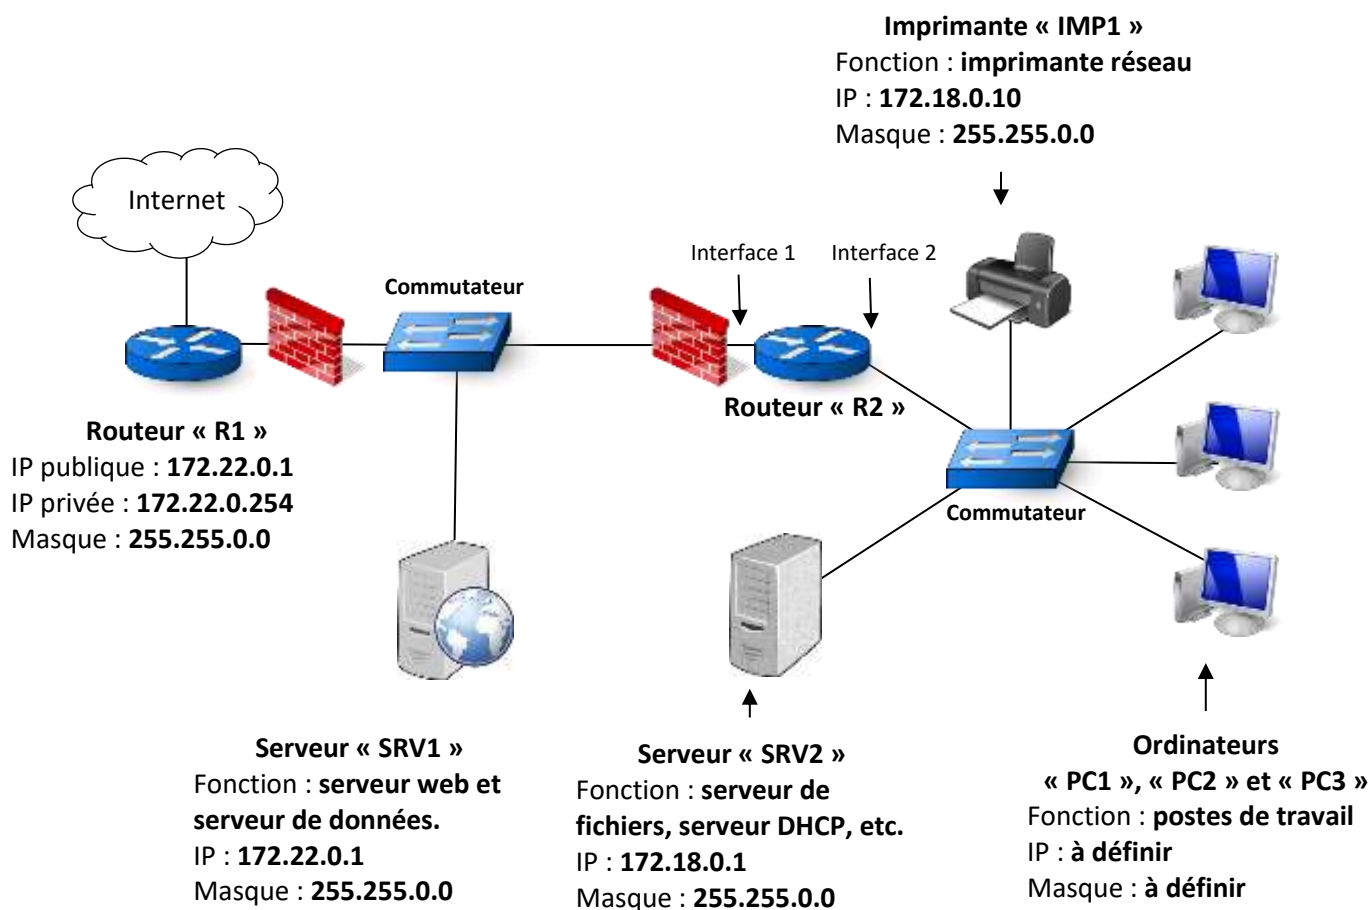 Imprimante « IMP1 »
Fonction : imprimante réseau
IP : 172.18.0.10
Masque : 255.255.0.0
Internet
Commutateur
Interface 1
Interface 2
Routeur « R1 »
IP publique : 172.22.0.1
IP privée : 172.22.0.254
Masque : 255.255.0.0
Routeur « R2 »
Commutateur
Serveur « SRV1 »
Fonction : serveur web et
serveur de données.
IP : 172.22.0.1
Masque : 255.255.0.0
Serveur « SRV2 »
Fonction : serveur de
fichiers, serveur DHCP, etc.
IP : 172.18.0.1
Masque : 255.255.0.0
Ordinateurs
« PC1 », « PC2 » et « PC3 »
Fonction : postes de travail
IP : à définir
Masque : à définir